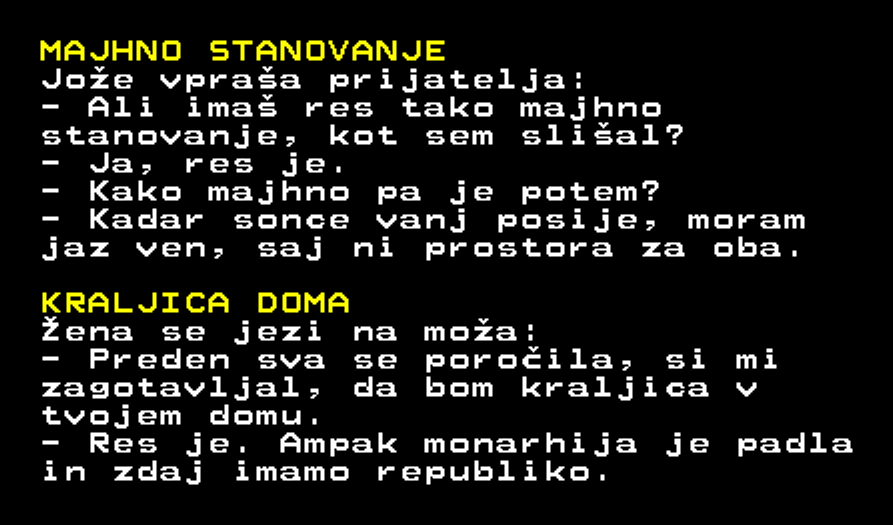 MAJHNO STANOVANJE
Jože vpraša prijatelja:
- Ali imaš res tako majhno
stanovanje, kot sem slišal?
- Ja, res je.
- Kako majhno pa je potem?
- Kadar sonce vanj posije, moram
jaz ven, saj ni prostora za oba.
KRALJICA DOMA
Žena se jezi na moža:
- Preden sva se poročila, si mi
zagotavljal, da bom kraljica v
tvojem domu.
- Res je. Ampak monarhija je padla
in zdaj imamo republiko.